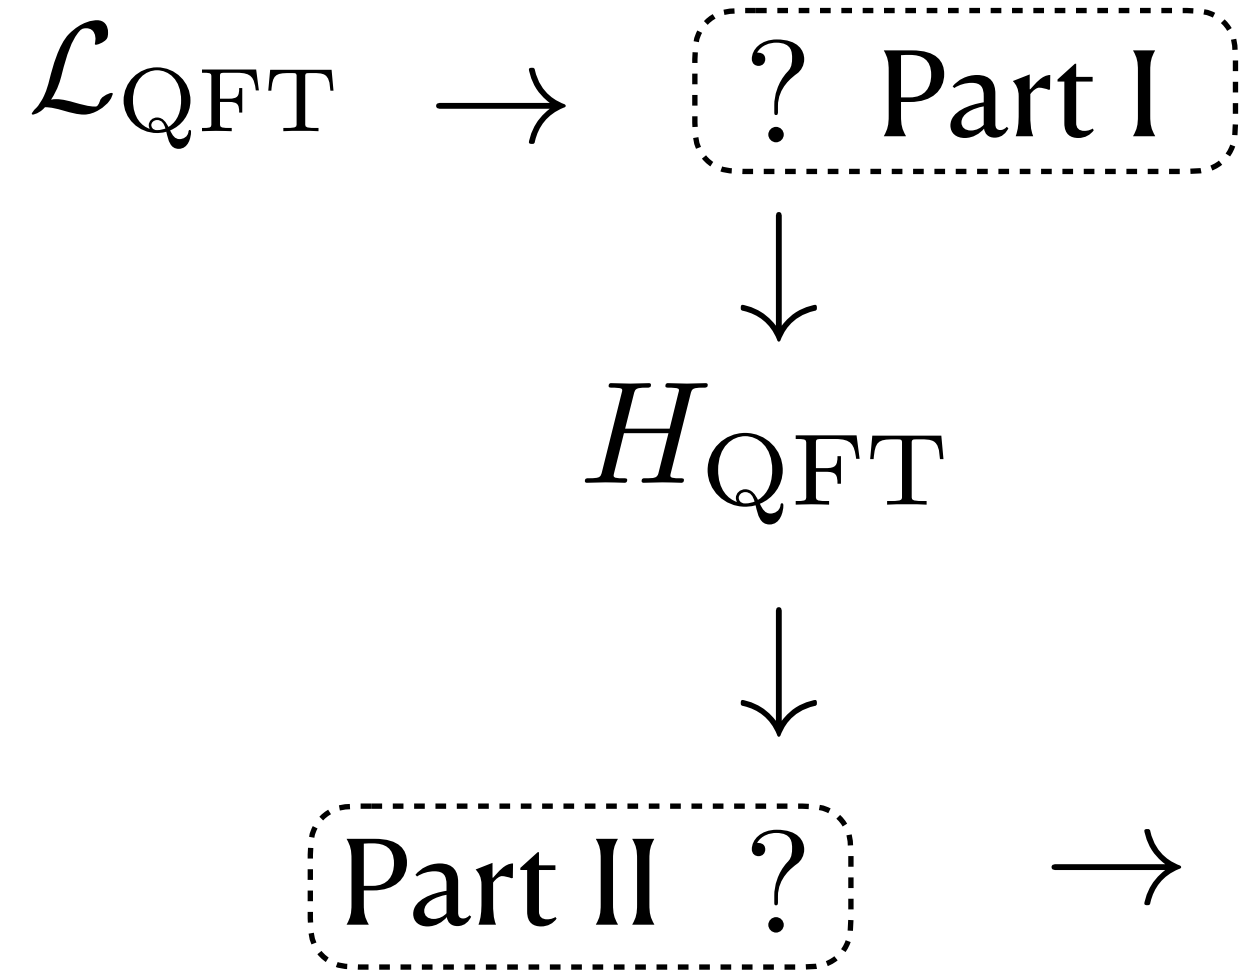 ℒ_QFT → ? Part I
↓
H_QFT
↓
Part II ? →